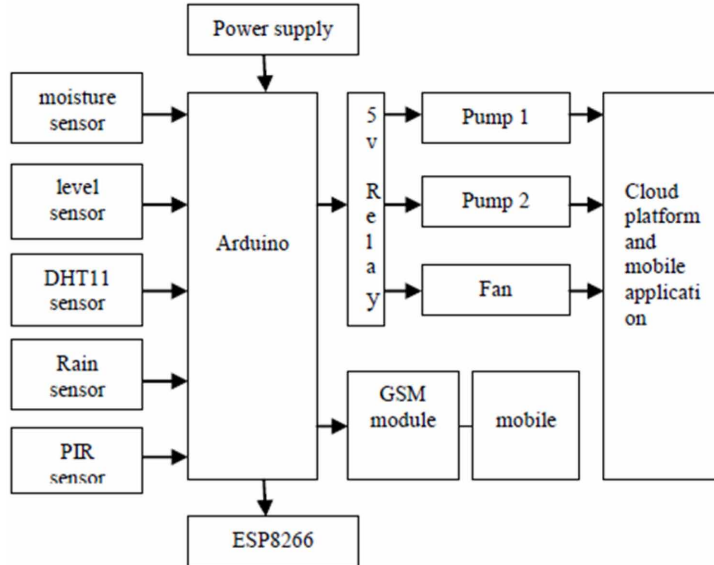 Power supply
moisture
sensor
level
sensor
DHT11
sensor
Rain
sensor
PIR
sensor
Arduino
5
v
R
e
l
a
y
Pump 1
Pump 2
Fan
GSM
module
mobile
Cloud
platform
and
mobile
applicati
on
ESP8266